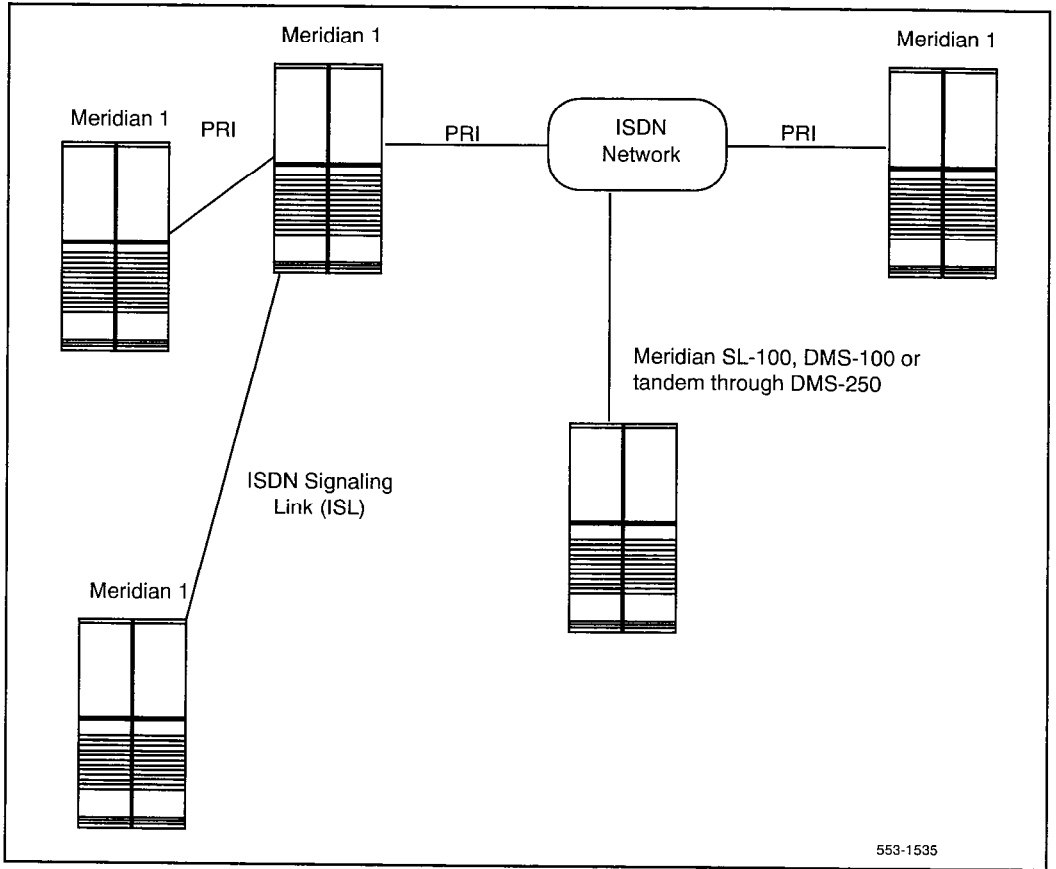 Meridian 1
Meridian 1
Meridian 1
PRI
PRI
ISDN
Network
PRI
Meridian SL-100, DMS-100 or
tandem through DMS-250
ISDN Signaling
Link (ISL)
Meridian 1
553-1535